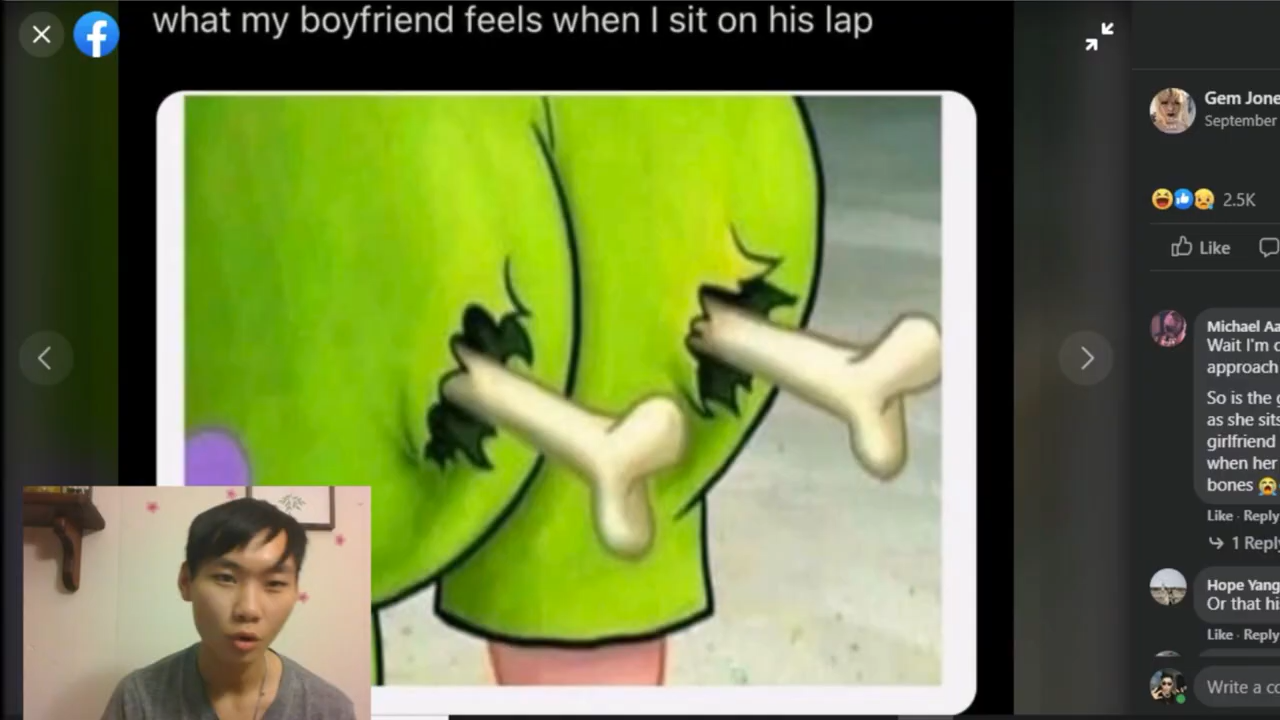 what my boyfriend feels when I sit on his lap
Gem Jone
September
2.5K
Like
Michael Aa
Wait I'm c
approach
So is the g
as she sits
girlfriend
when her
bones
Like · Reply
1 Reply
Hope Yang
Or that hi
Like · Reply
Write a co